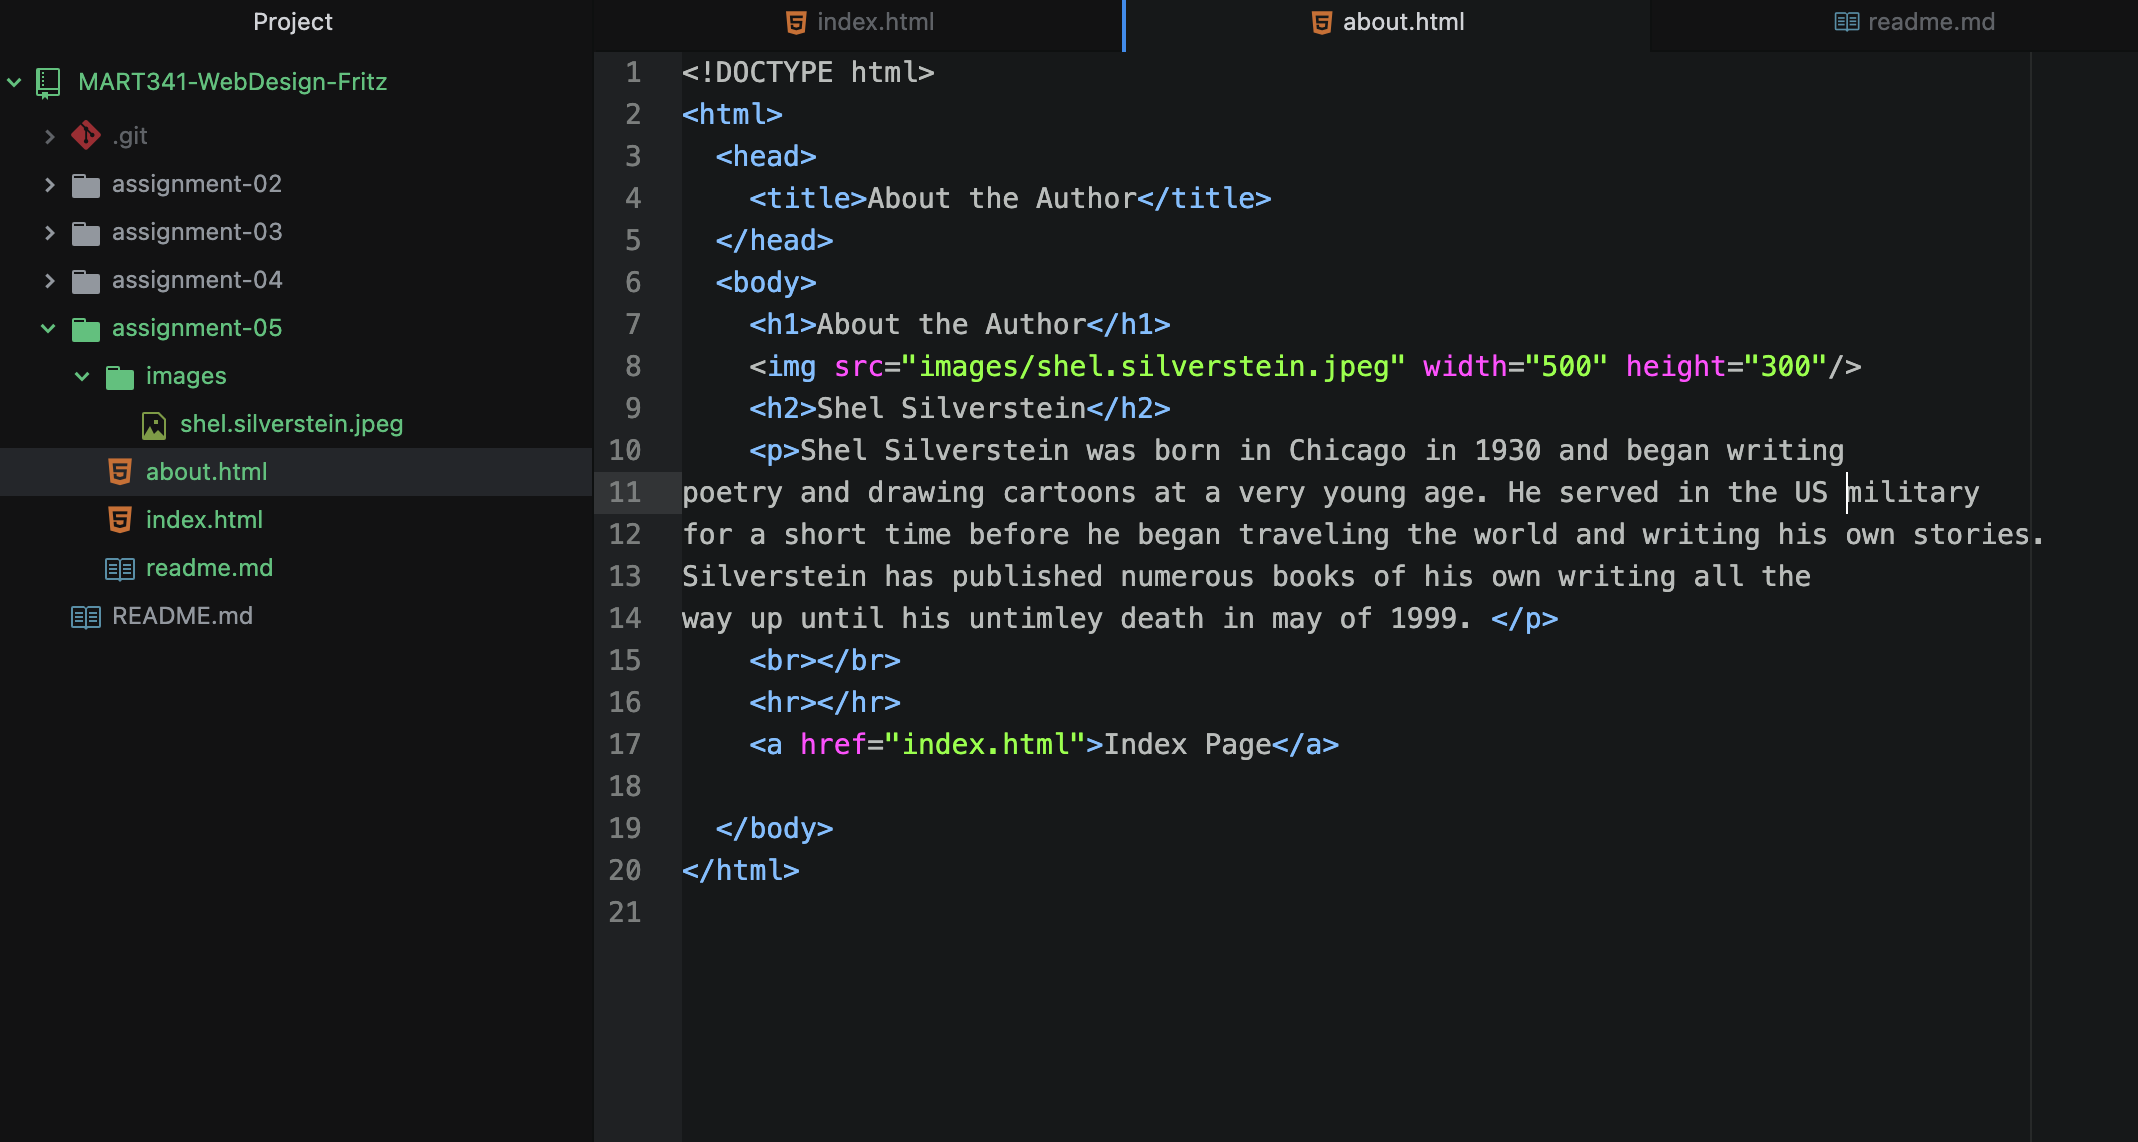 Project
MART341-WebDesign-Fritz
.git
assignment-02
assignment-03
assignment-04
assignment-05
images
shel.silverstein.jpeg
about.html
index.html
readme.md
README.md
index.html
about.html
readme.md
1 <!DOCTYPE html>
2 <html>
3   <head>
4     <title>About the Author</title>
5   </head>
6   <body>
7     <h1>About the Author</h1>
8     <img src="images/shel.silverstein.jpeg" width="500" height="300"/>
9     <h2>Shel Silverstein</h2>
10     <p>Shel Silverstein was born in Chicago in 1930 and began writing
11 poetry and drawing cartoons at a very young age. He served in the US military
12 for a short time before he began traveling the world and writing his own stories.
13 Silverstein has published numerous books of his own writing all the
14 way up until his untimley death in may of 1999. </p>
15     <br></br>
16     <hr></hr>
17     <a href="index.html">Index Page</a>
18
19   </body>
20 </html>
21